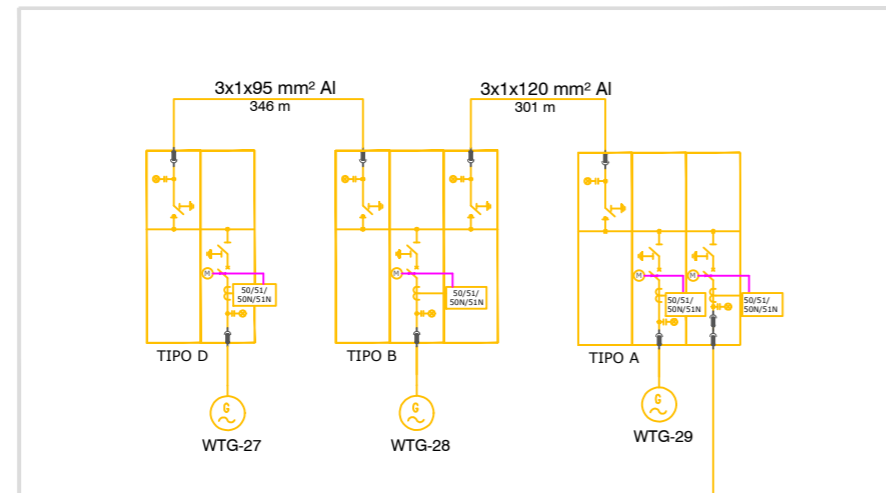 3x1x95 mm² Al
346 m
3x1x120 mm² Al
301 m
M
50/51/
50N/51N
M
50/51/
50N/51N
M
50/51/
50N/51N
M
50/51/
50N/51N
TIPO D
TIPO B
TIPO A
G
WTG-27
G
WTG-28
G
WTG-29